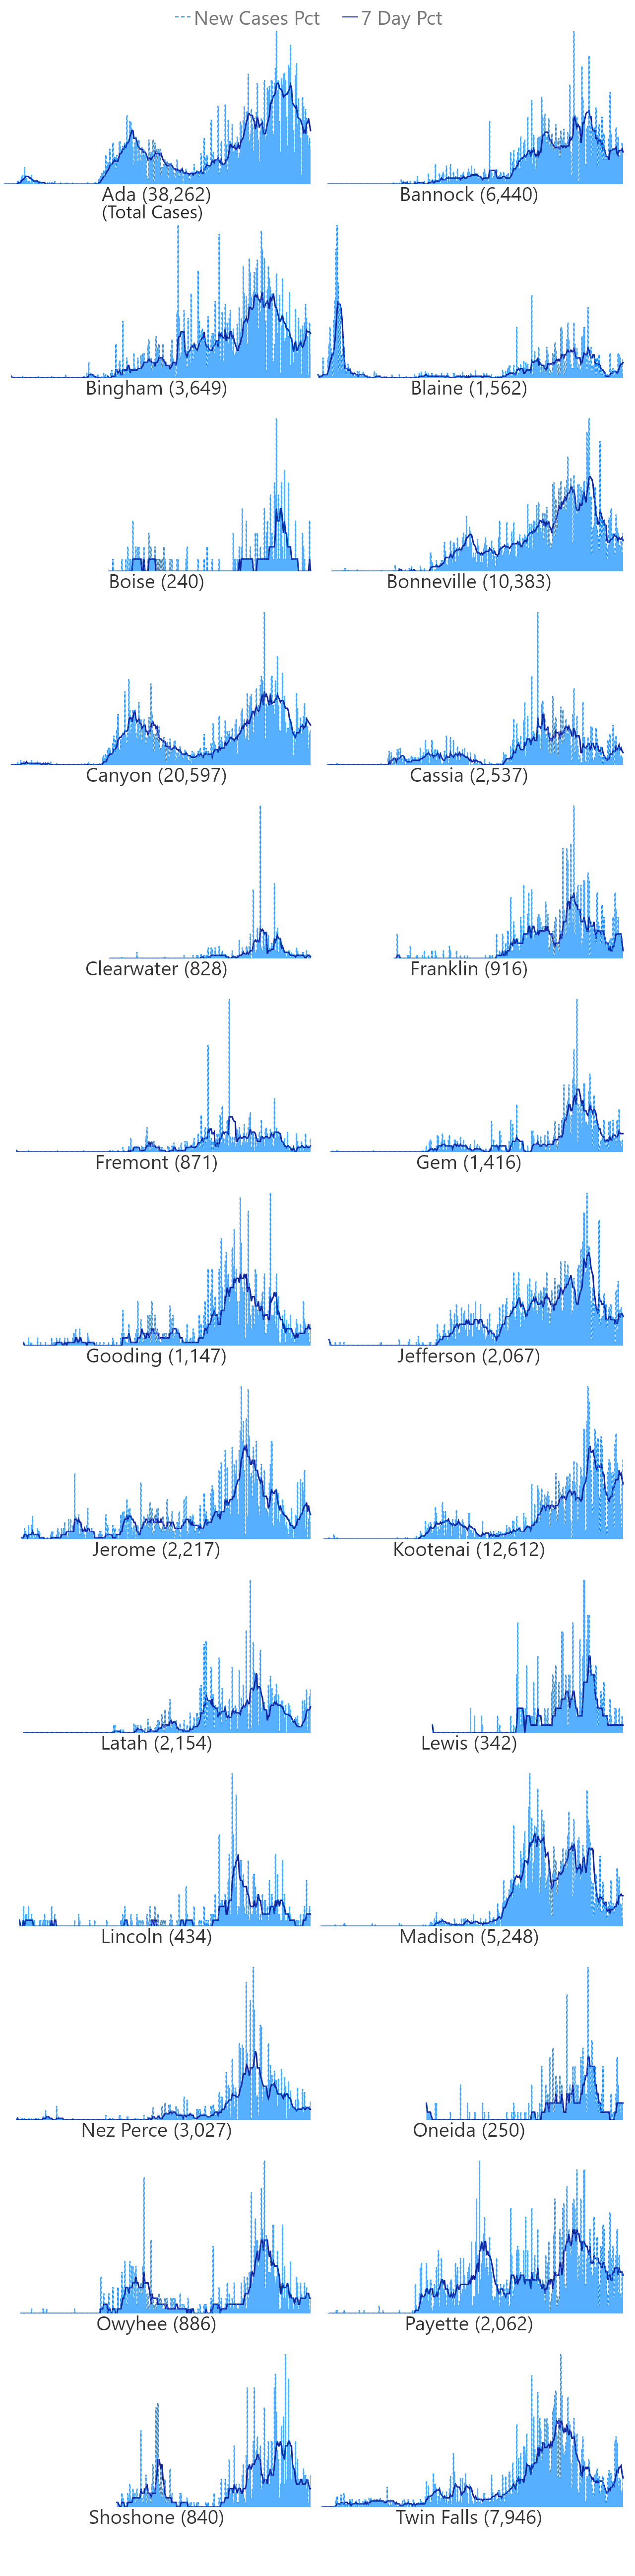 New Cases Pct 7 Day Pct
Ada (38,262) Bannock (6,440)
(Total Cases)
Bingham (3,649) Blaine (1,562)
Boise (240) Bonneville (10,383)
Canyon (20,597) Cassia (2,537)
Clearwater (828) Franklin (916)
Fremont (871) Gem (1,416)
Gooding (1,147) Jefferson (2,067)
Jerome (2,217) Kootenai (12,612)
Latah (2,154) Lewis (342)
Lincoln (434) Madison (5,248)
Nez Perce (3,027) Oneida (250)
Owyhee (886) Payette (2,062)
Shoshone (840) Twin Falls (7,946)